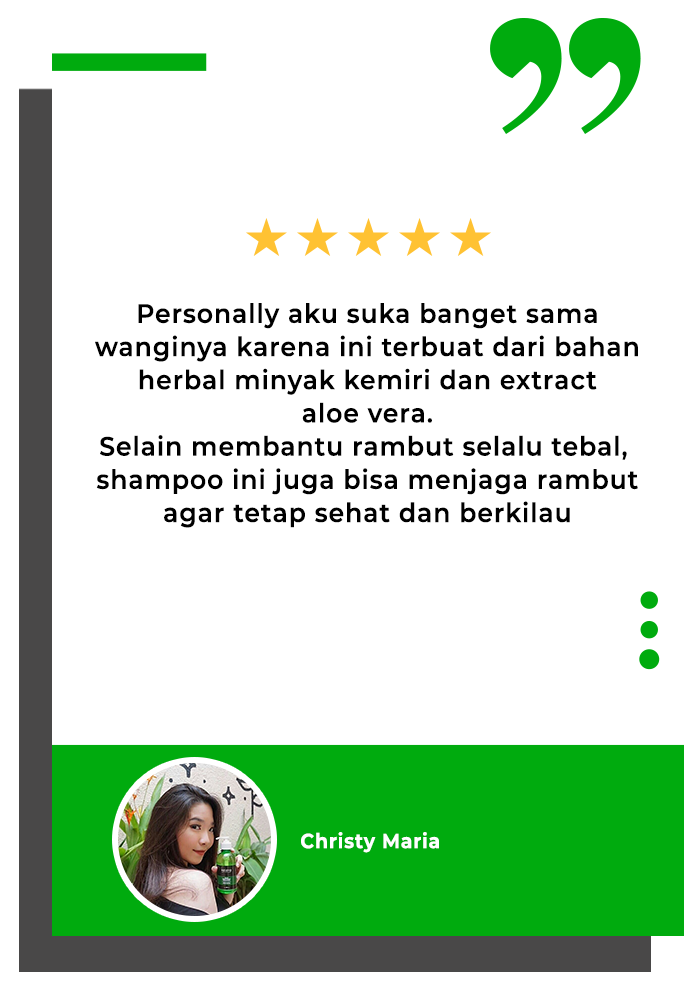 Personally aku suka banget sama
wanginya karena ini terbuat dari bahan
herbal minyak kemiri dan extract
aloe vera.
Selain membantu rambut selalu tebal,
shampoo ini juga bisa menjaga rambut
agar tetap sehat dan berkilau
Christy Maria